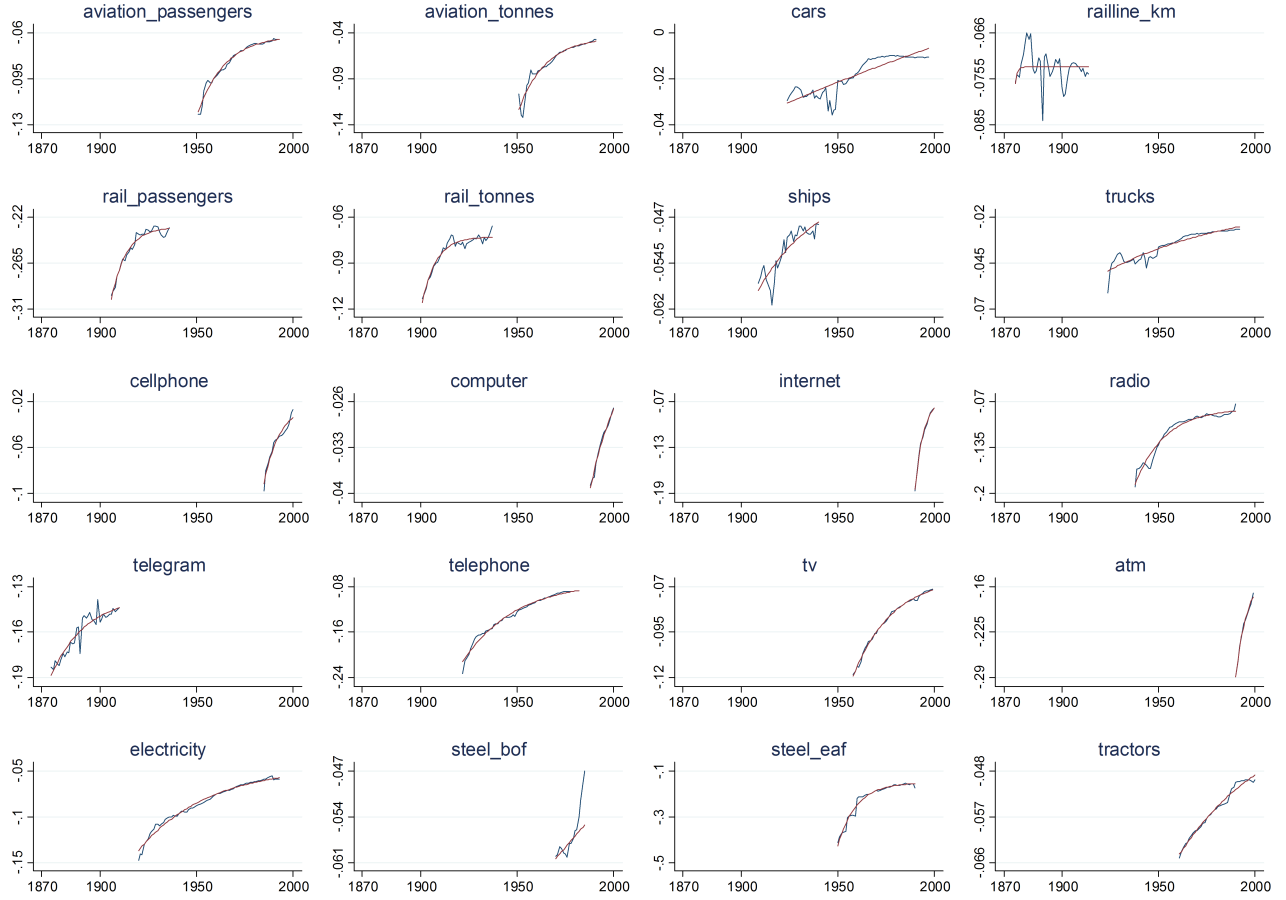 aviation_passengers
-.06
-.095
-.13
1870 1900 1950 2000
aviation_tonnes
-.04
-.09
-.14
1870 1900 1950 2000
cars
0
-.02
-.04
1870 1900 1950 2000
railline_km
-.066
-.0755
-.085
1870 1900 1950 2000
rail_passengers
-.22
-.265
-.31
1870 1900 1950 2000
rail_tonnes
-.06
-.09
-.12
1870 1900 1950 2000
ships
-.047
-.0545
-.062
1870 1900 1950 2000
trucks
-.02
-.045
-.07
1870 1900 1950 2000
cellphone
-.02
-.06
-.1
1870 1900 1950 2000
computer
-.026
-.033
-.04
1870 1900 1950 2000
internet
-.07
-.13
-.19
1870 1900 1950 2000
radio
-.07
-.135
-.2
1870 1900 1950 2000
telegram
-.13
-.16
-.19
1870 1900 1950 2000
telephone
-.08
-.16
-.24
1870 1900 1950 2000
tv
-.07
-.095
-.12
1870 1900 1950 2000
atm
-.16
-.225
-.29
1870 1900 1950 2000
electricity
-.05
-.1
-.15
1870 1900 1950 2000
steel_bof
-.047
-.054
-.061
1870 1900 1950 2000
steel_eaf
-.1
-.3
-.5
1870 1900 1950 2000
tractors
-.048
-.057
-.066
1870 1900 1950 2000